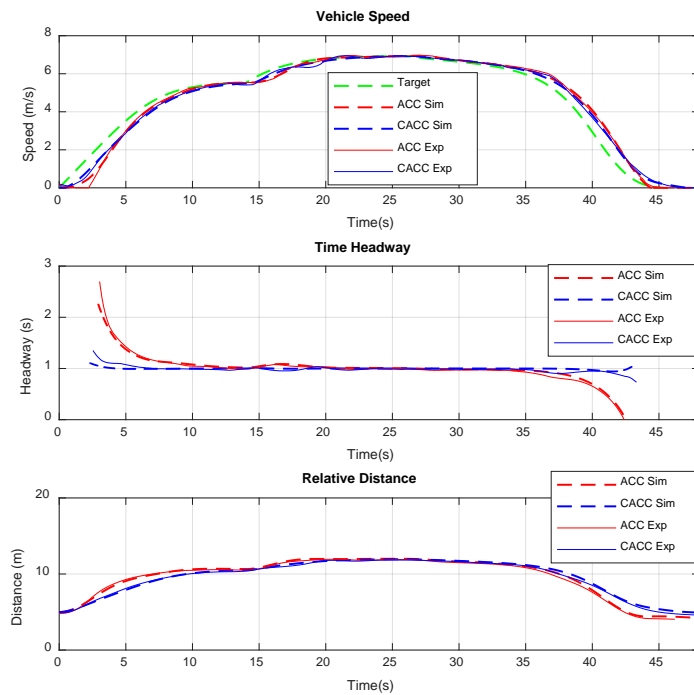 Vehicle Speed
8
6
4
2
0
Speed (m/s)
Target
ACC Sim
CACC Sim
ACC Exp
CACC Exp
0 5 10 15 20 25 30 35 40 45
Time(s)
Time Headway
3
2
1
0
Headway (s)
ACC Sim
CACC Sim
ACC Exp
CACC Exp
0 5 10 15 20 25 30 35 40 45
Time(s)
Relative Distance
20
10
0
Distance (m)
ACC Sim
CACC Sim
ACC Exp
CACC Exp
0 5 10 15 20 25 30 35 40 45
Time(s)